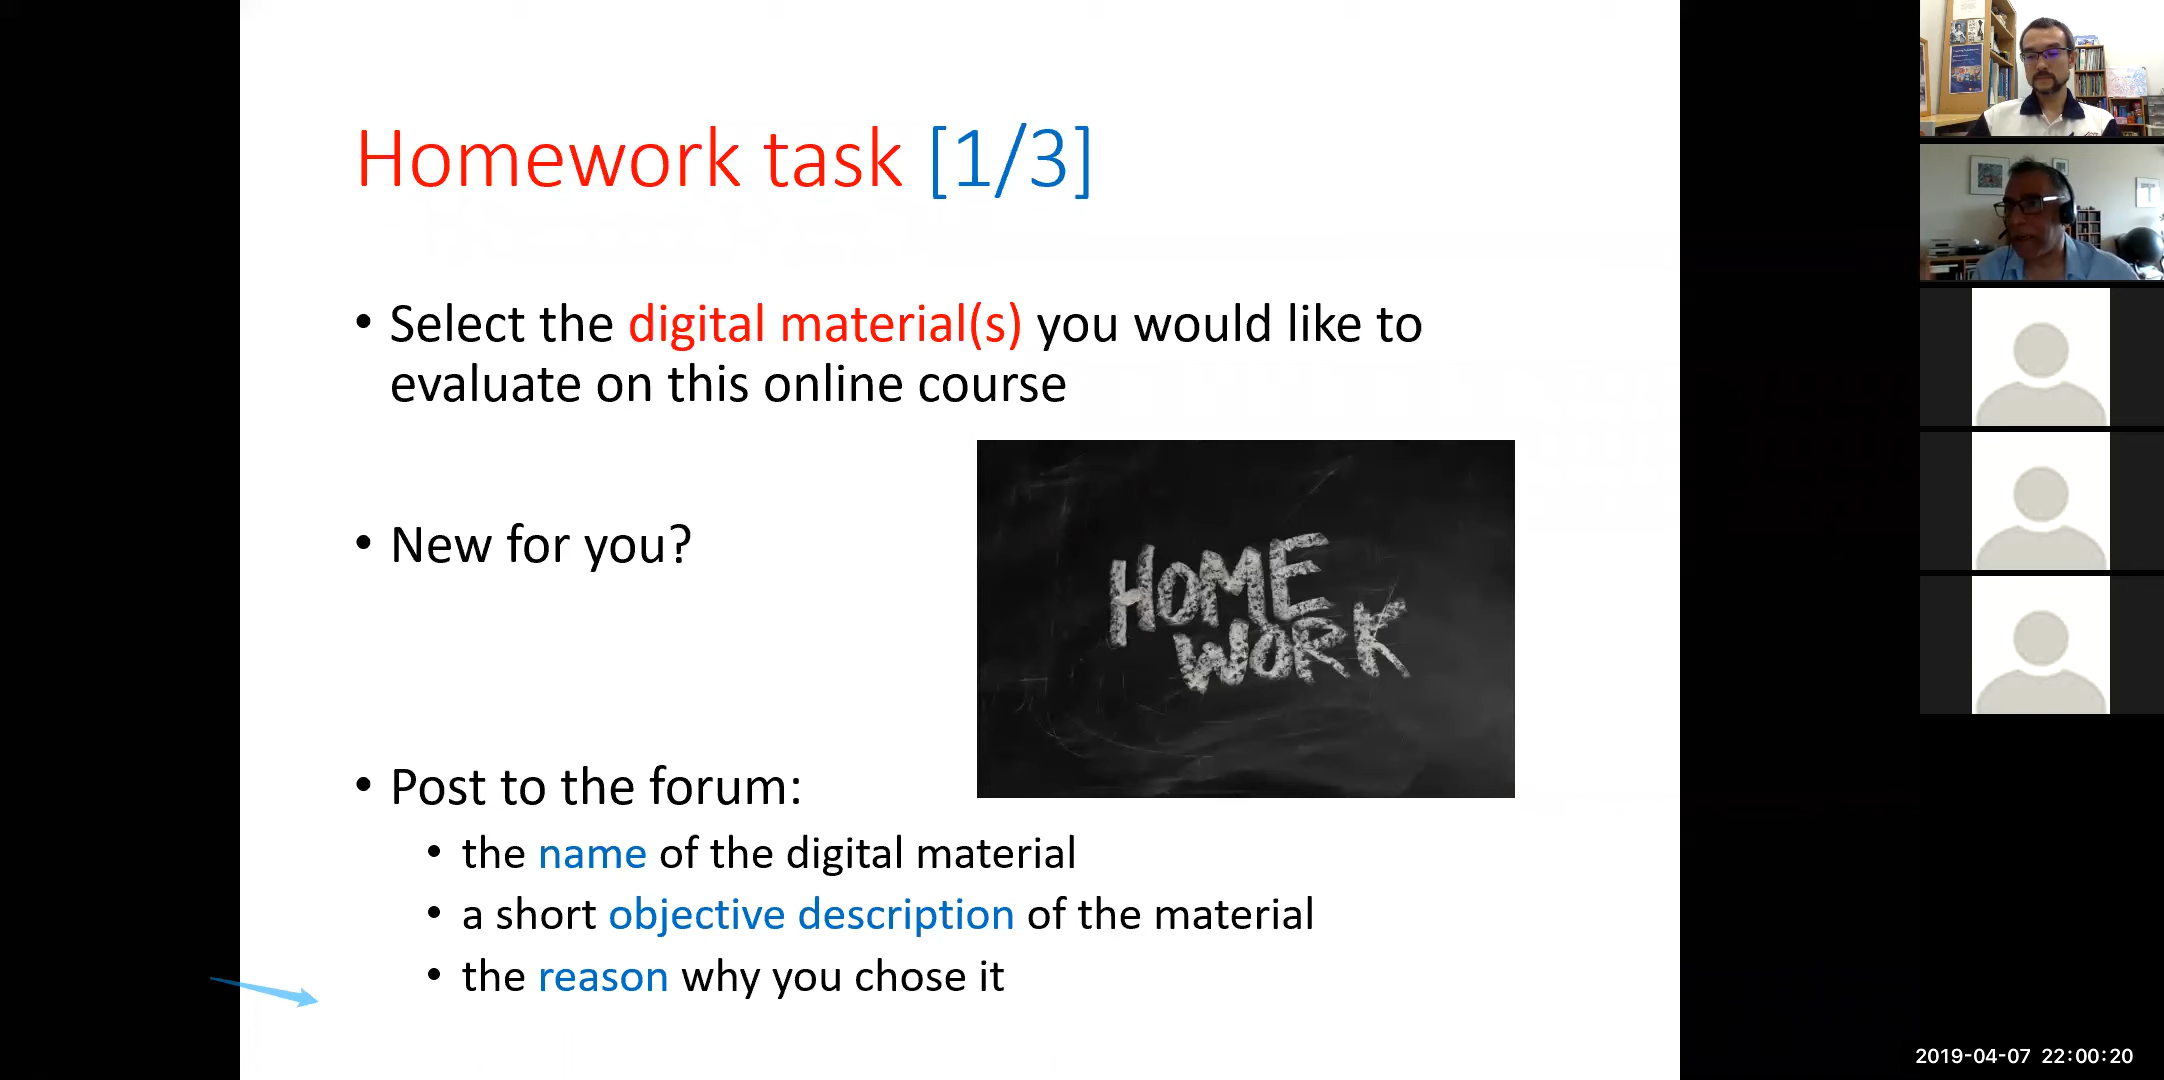 Homework task [1/3]
• Select the digital material(s) you would like to
evaluate on this online course
• New for you?
HOME
WORK
• Post to the forum:
• the name of the digital material
• a short objective description of the material
• the reason why you chose it
2019-04-07 22:00:20